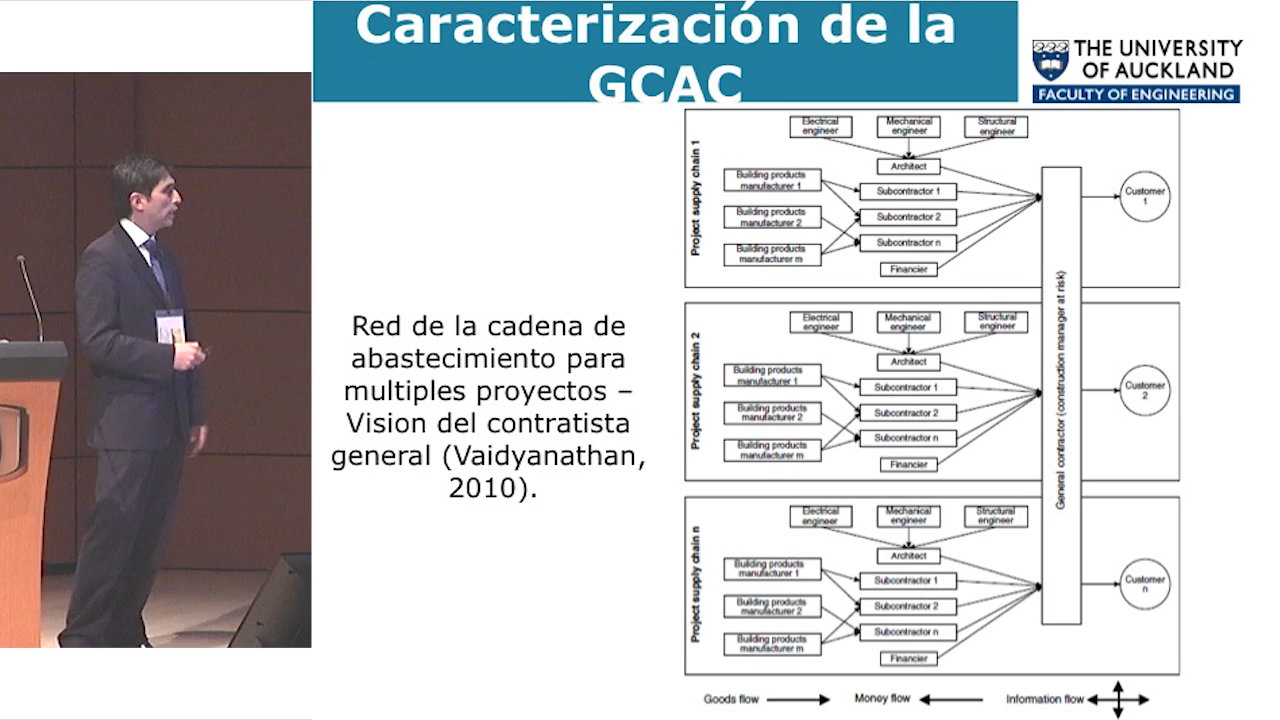 Caracterización de la
GCAC
THE UNIVERSITY
OF AUCKLAND
FACULTY OF ENGINEERING
Red de la cadena de
abastecimiento para
multiples proyectos –
Vision del contratista
general (Vaidyanathan,
2010).
Project supply chain 1
Electrical
engineer
Mechanical
engineer
Structural
engineer
Architect
Building products
manufacturer 1
Building products
manufacturer 2
Building products
manufacturer m
Subcontractor 1
Subcontractor 2
Subcontractor n
Financier
Customer
1
Project supply chain 2
Electrical
engineer
Mechanical
engineer
Structural
engineer
Architect
Building products
manufacturer 1
Building products
manufacturer 2
Building products
manufacturer m
Subcontractor 1
Subcontractor 2
Subcontractor n
Financier
Customer
2
General contractor (construction manager at risk)
Project supply chain n
Electrical
engineer
Mechanical
engineer
Structural
engineer
Architect
Building products
manufacturer 1
Building products
manufacturer 2
Building products
manufacturer m
Subcontractor 1
Subcontractor 2
Subcontractor n
Financier
Customer
n
Goods flow
Money flow
Information flow